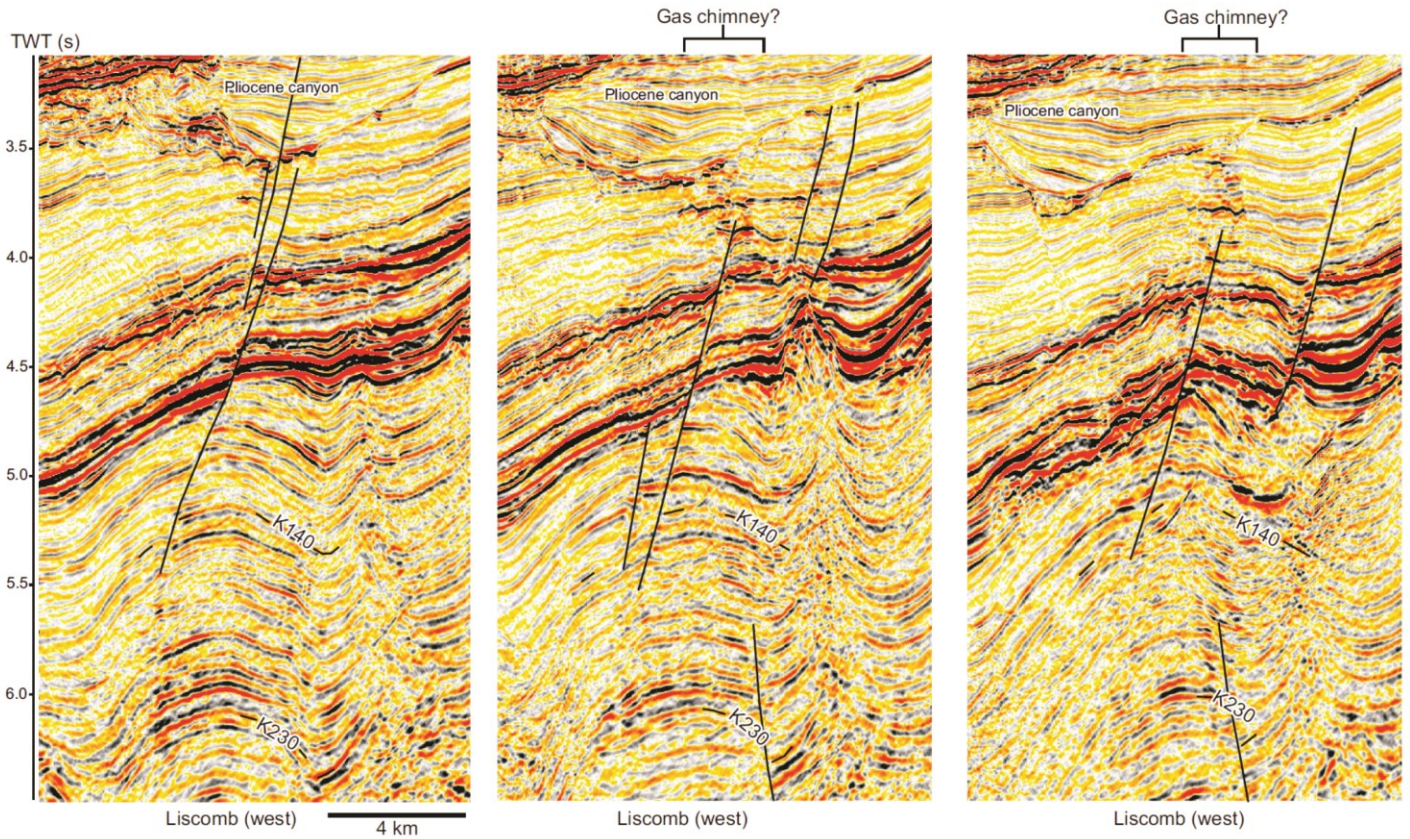 Gas chimney?
Gas chimney?
TWT (s)
Pliocene canyon
Pliocene canyon
Pliocene canyon
3.5
4.0
4.5
5.0
5.5
6.0
K140
K140
K140
K230
K230
K230
Liscomb (west)
4 km
Liscomb (west)
Liscomb (west)